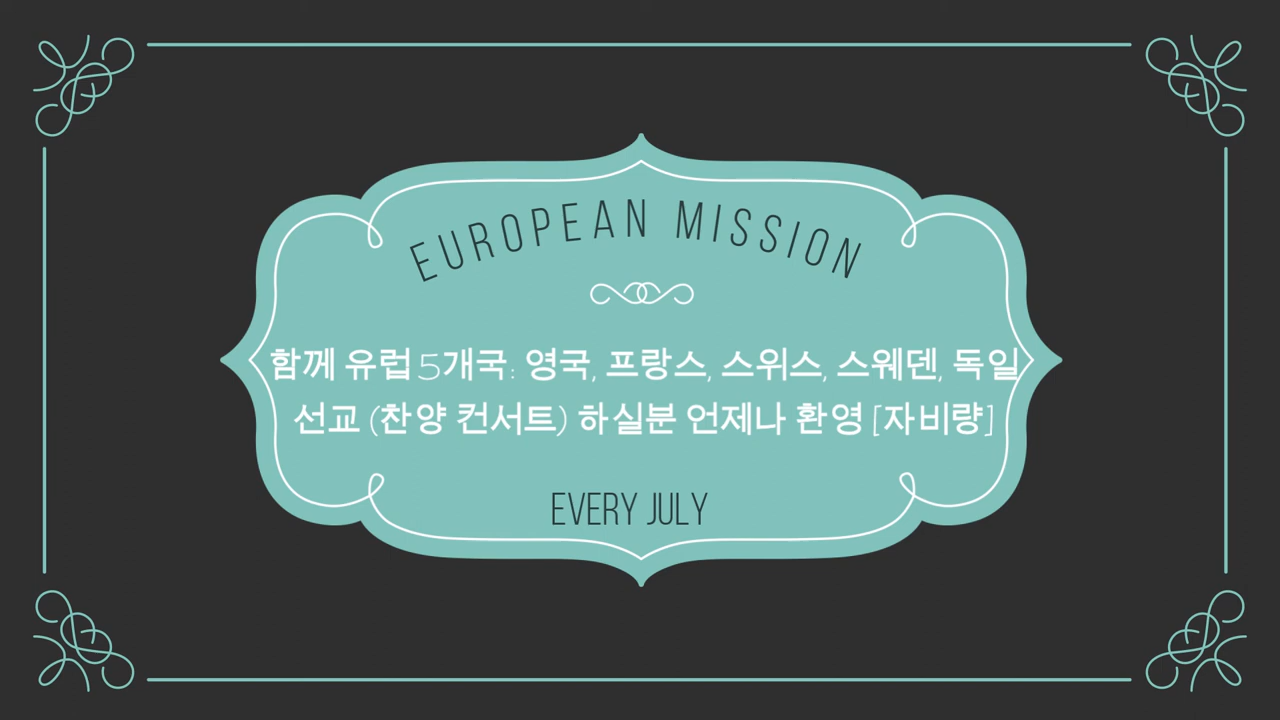 EUROPEAN MISSION
함께 유럽 5개국: 영국, 프랑스, 스위스, 스웨덴, 독일
선교 (찬양 컨서트) 하실분 언제나 환영 [자비량]
EVERY JULY